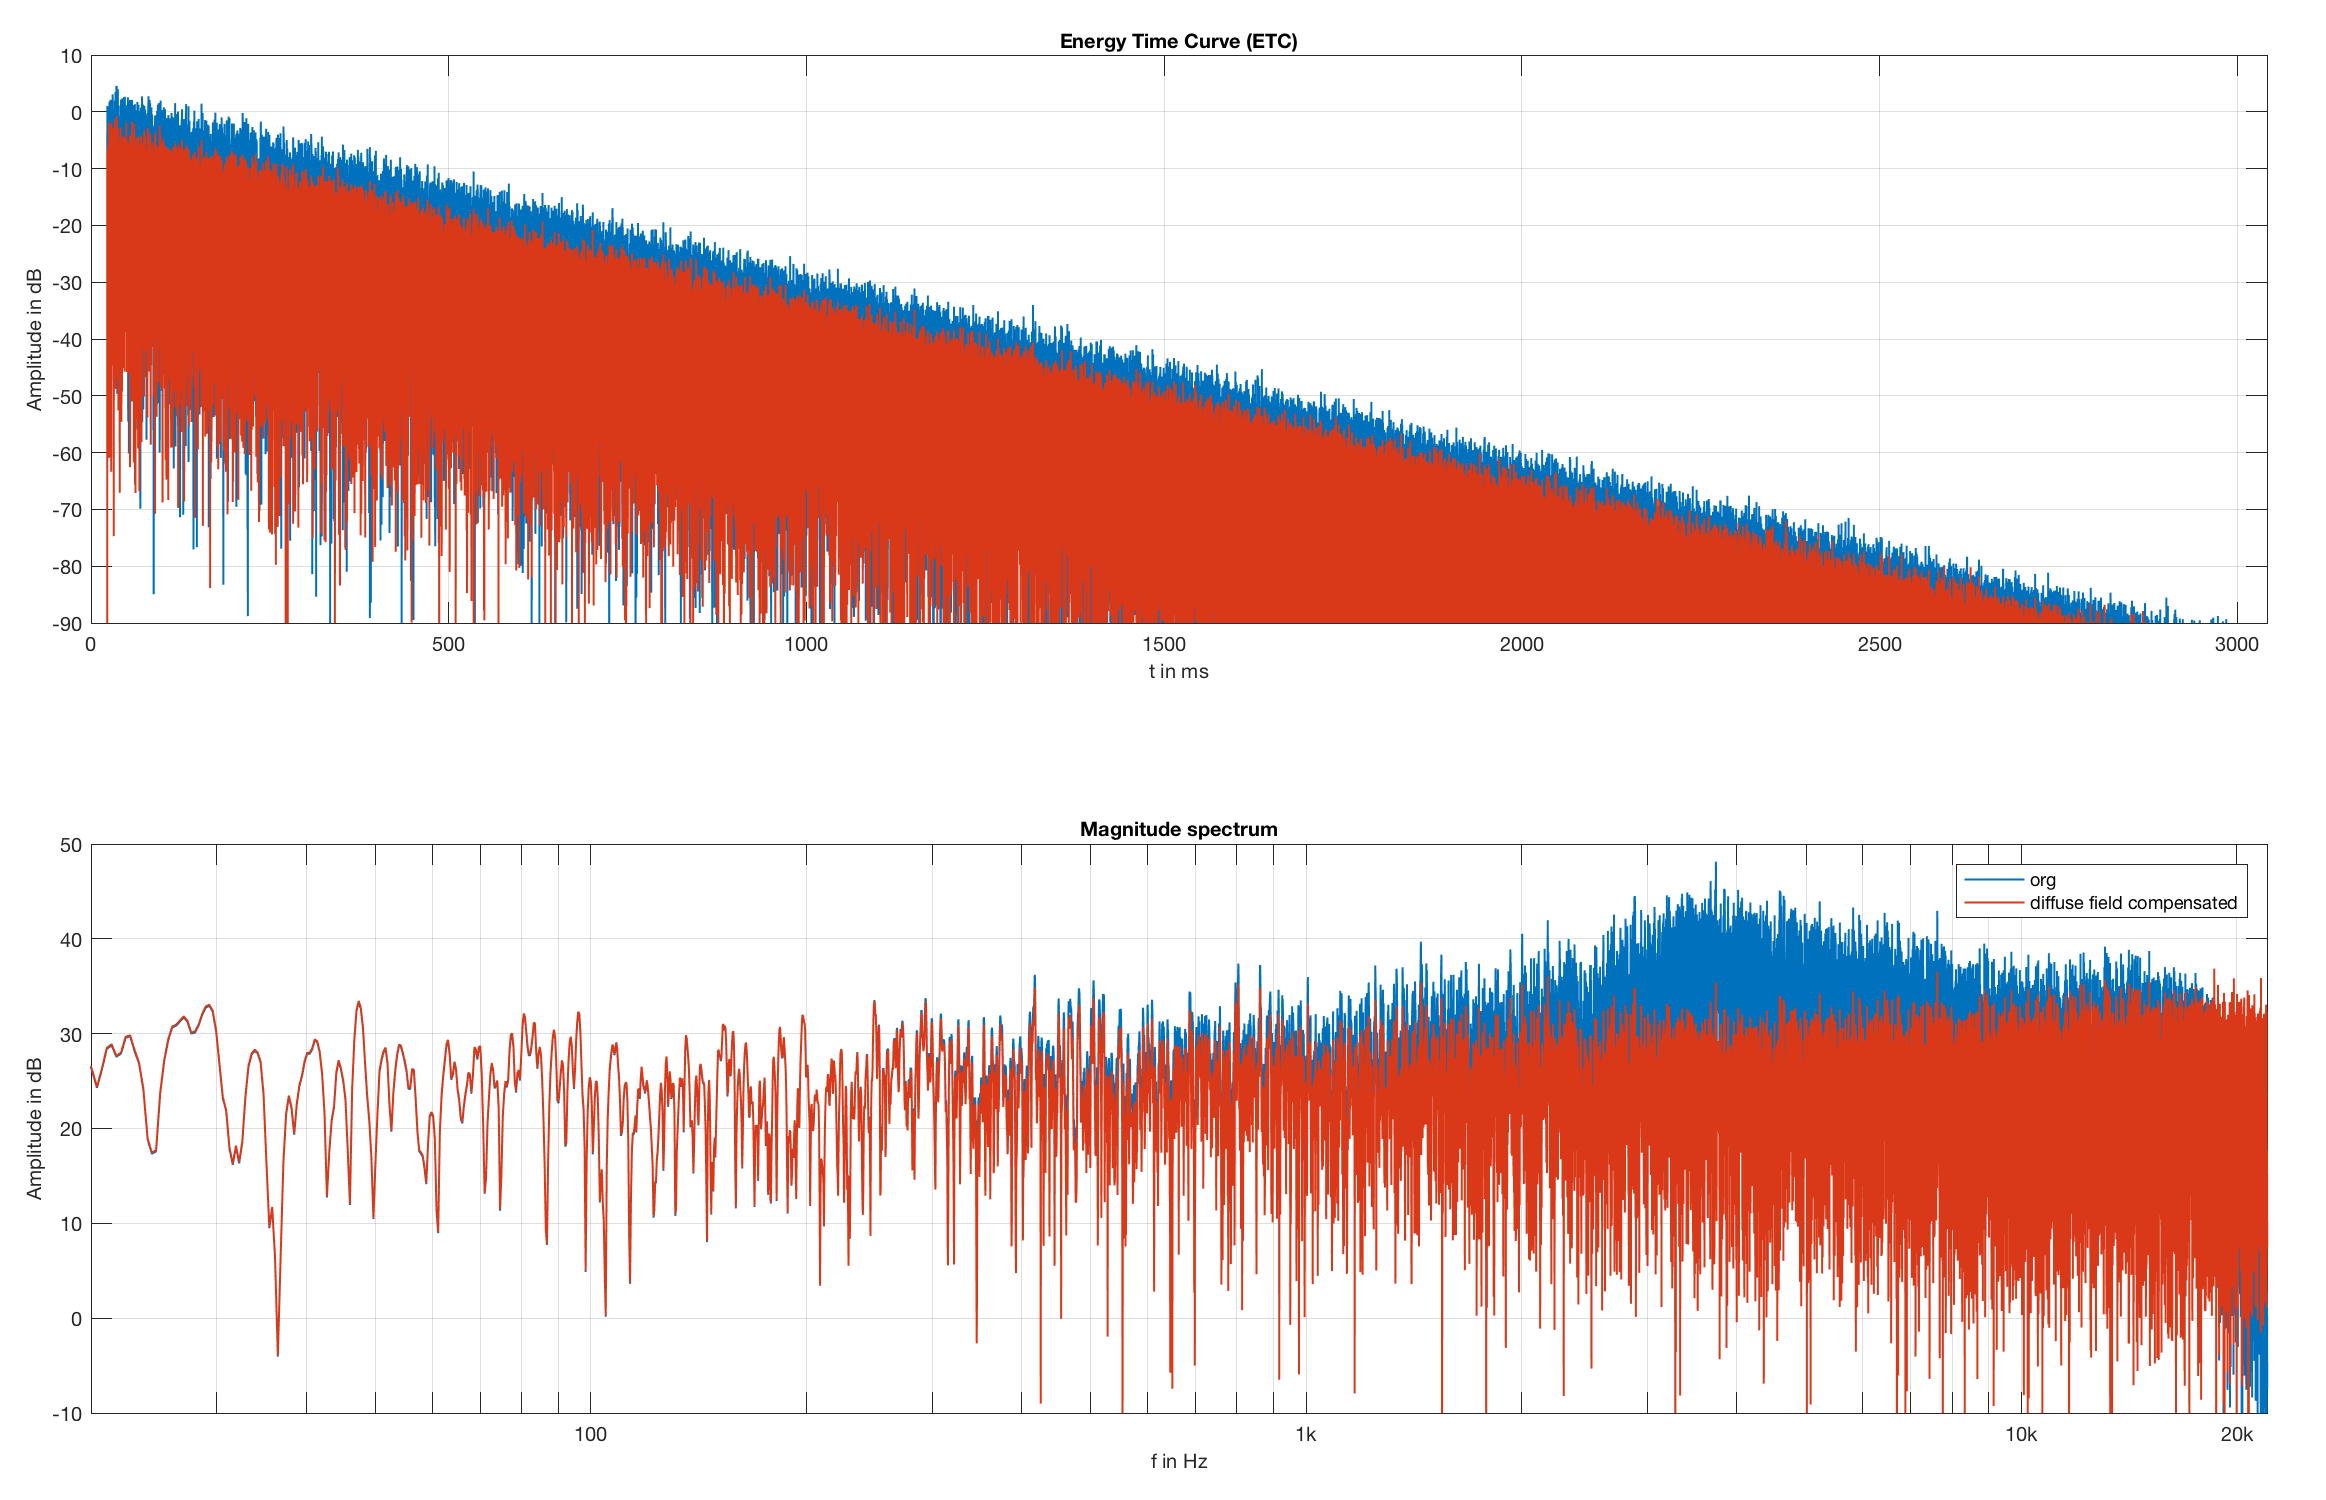 Energy Time Curve (ETC)
10
0
-10
-20
-30
-40
-50
-60
-70
-80
-90
Amplitude in dB
0 500 1000 1500 2000 2500 3000
t in ms
Magnitude spectrum
50
40
30
20
10
0
-10
Amplitude in dB
org
diffuse field compensated
100 1k 10k 20k
f in Hz